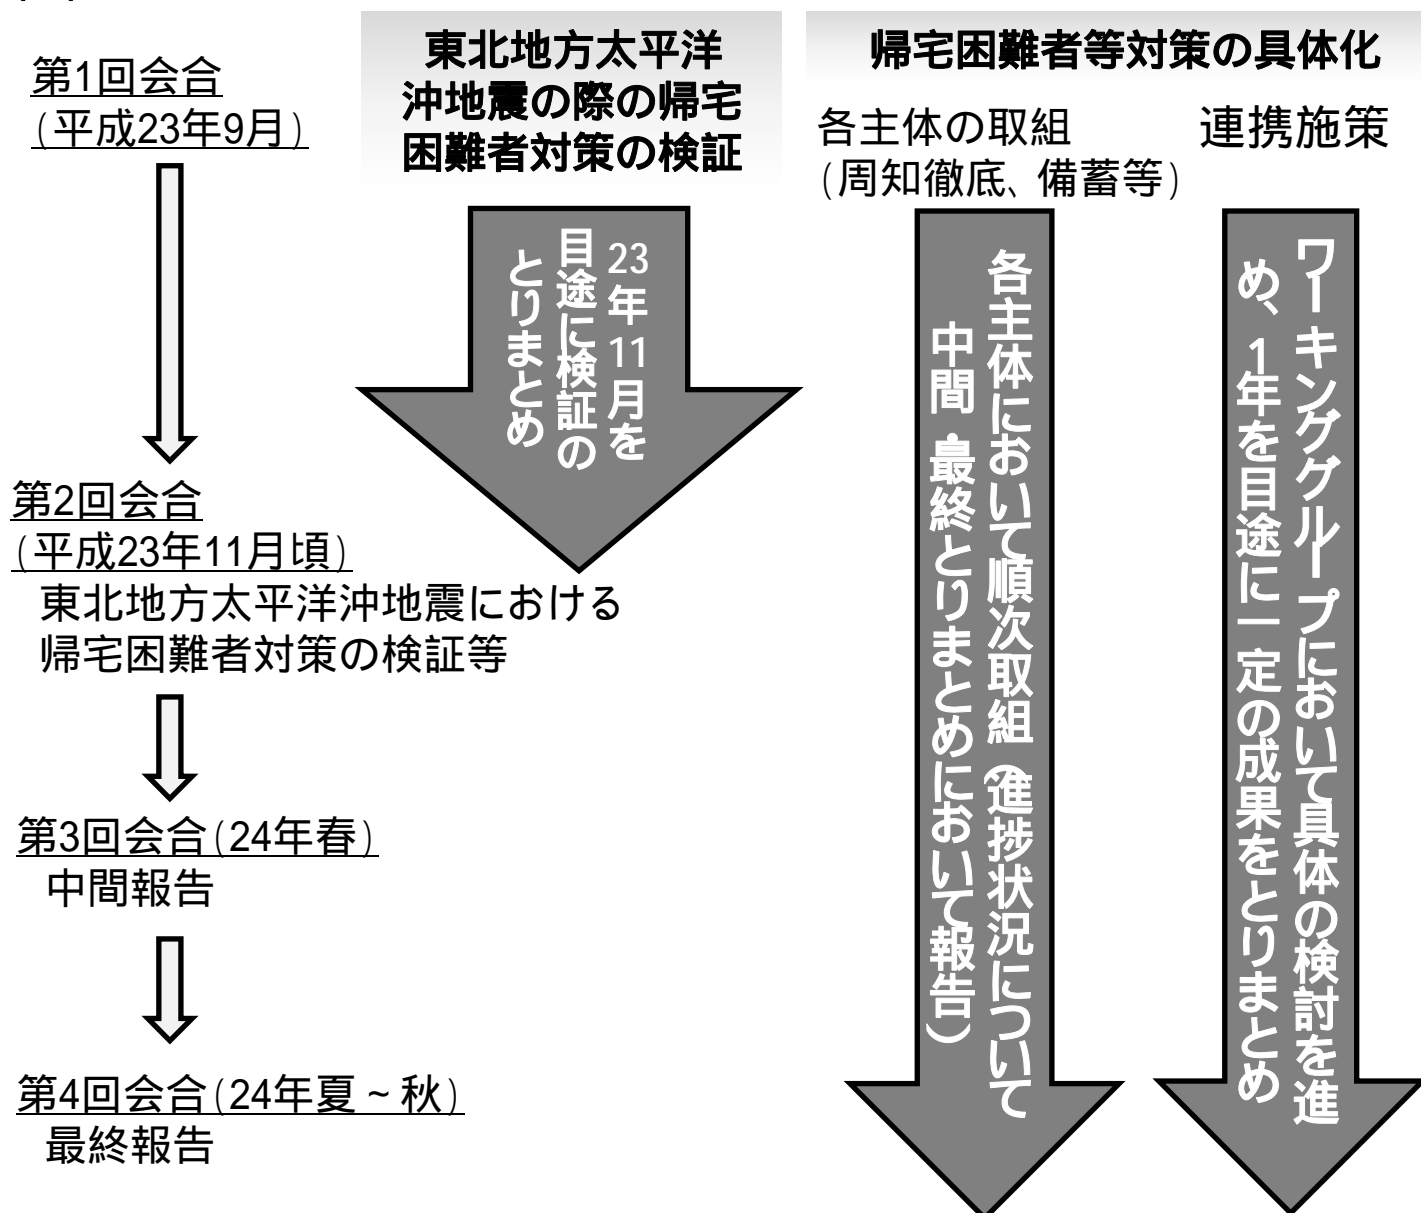 第1回会合
(平成23年9月)
第2回会合
(平成23年11月頃)
東北地方太平洋沖地震における
帰宅困難者対策の検証等
第3回会合(24年春)
中間報告
第4回会合(24年夏~秋)
最終報告
東北地方太平洋
沖地震の際の帰宅
困難者対策の検証
23年11月を
目途に検証の
とりまとめ
帰宅困難者等対策の具体化
各主体の取組
(周知徹底、備蓄等)
各主体において順次取組(進捗状況について
中間・最終とりまとめにおいて報告)
連携施策
ワーキンググループにおいて具体の検討を進
め、1年を目途に一定の成果をとりまとめ